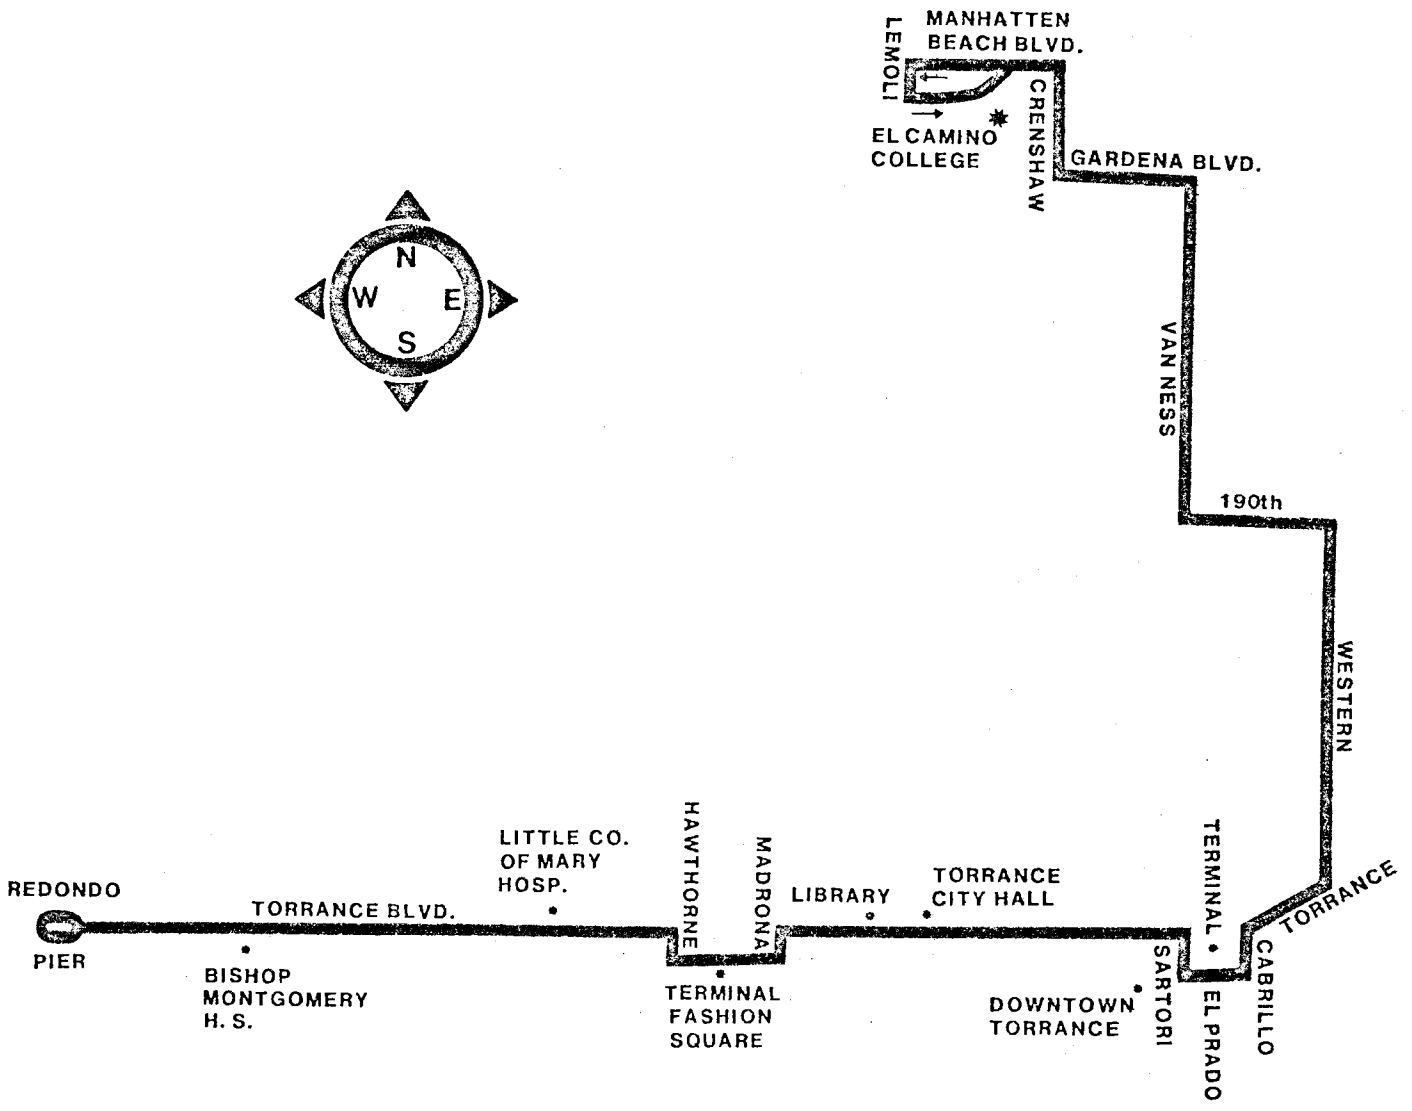 MANHATTEN
BEACH BLVD.
LEMOLI
CRENSHAW
EL CAMINO
COLLEGE
GARDENA BLVD.
N
W
E
S
VAN NESS
190th
WESTERN
TORRANCE
TERMINAL
CABRILLO
EL PRADO
SARTORI
DOWNTOWN
TORRANCE
TORRANCE
CITY HALL
LIBRARY
MADRONA
HAWTHORNE
TERMINAL
FASHION
SQUARE
LITTLE CO.
OF MARY
HOSP.
TORRANCE BLVD.
BISHOP
MONTGOMERY
H. S.
REDONDO
PIER